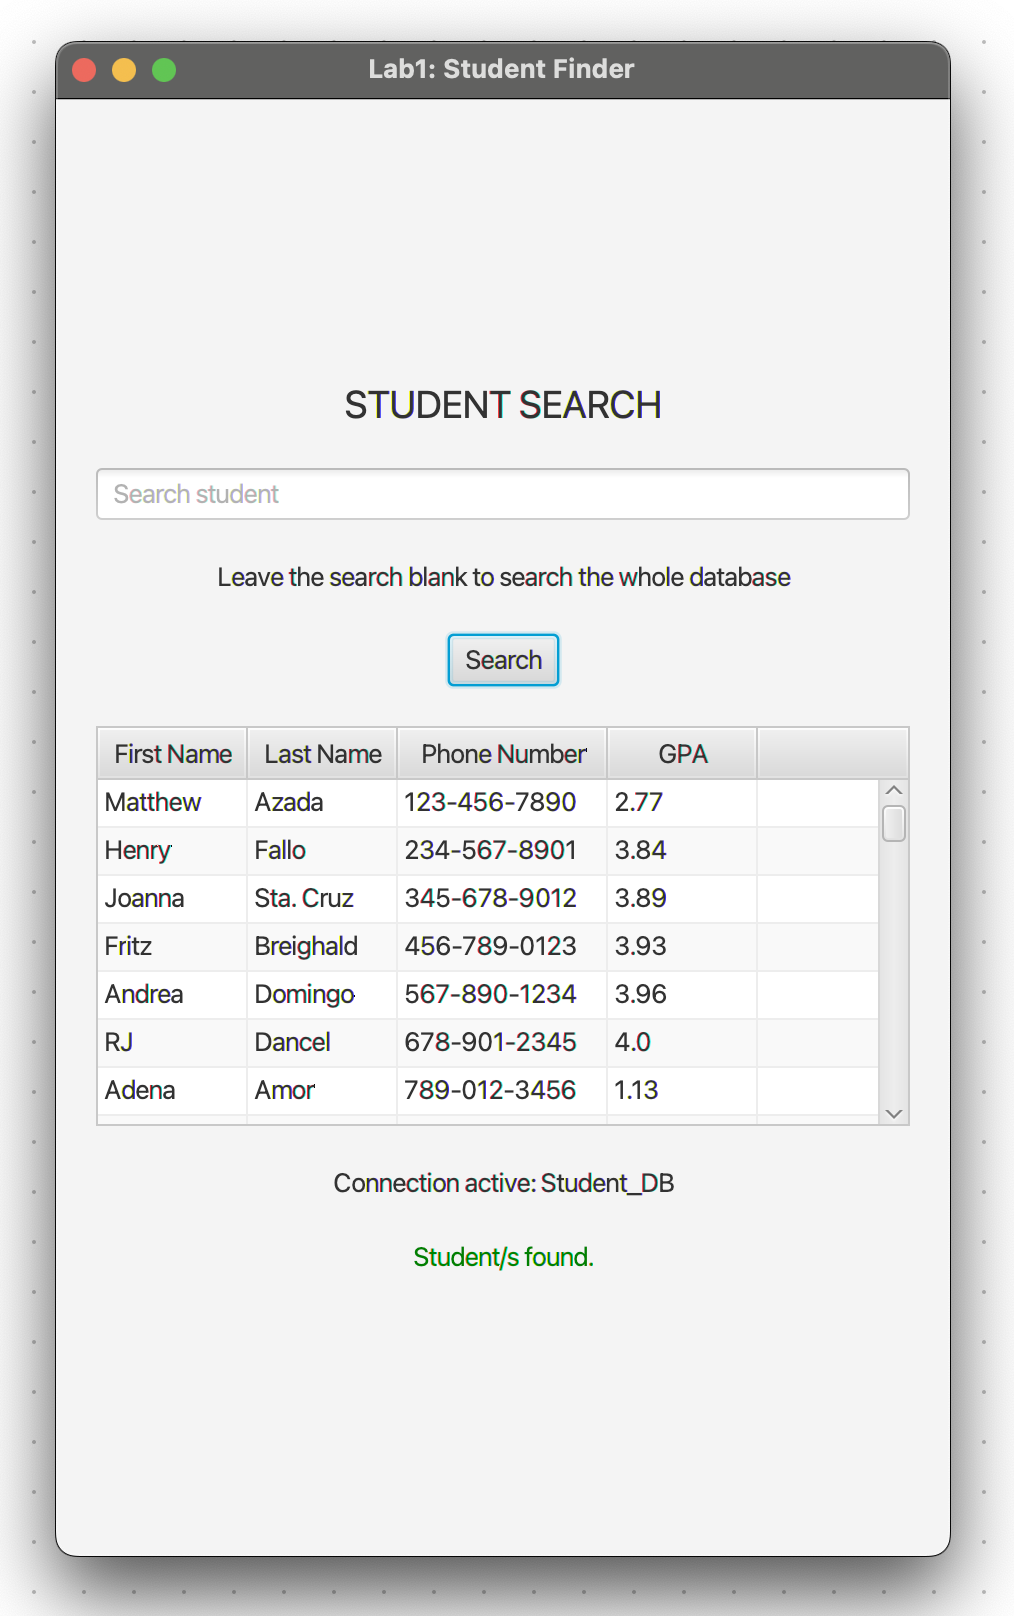 Lab1: Student Finder
STUDENT SEARCH
Search student
Leave the search blank to search the whole database
Search
First Name Last Name Phone Number GPA
Matthew Azada 123-456-7890 2.77
Henry Fallo 234-567-8901 3.84
Joanna Sta. Cruz 345-678-9012 3.89
Fritz Breighald 456-789-0123 3.93
Andrea Domingo 567-890-1234 3.96
RJ Dancel 678-901-2345 4.0
Adena Amor 789-012-3456 1.13
Connection active: Student_DB
Student/s found.